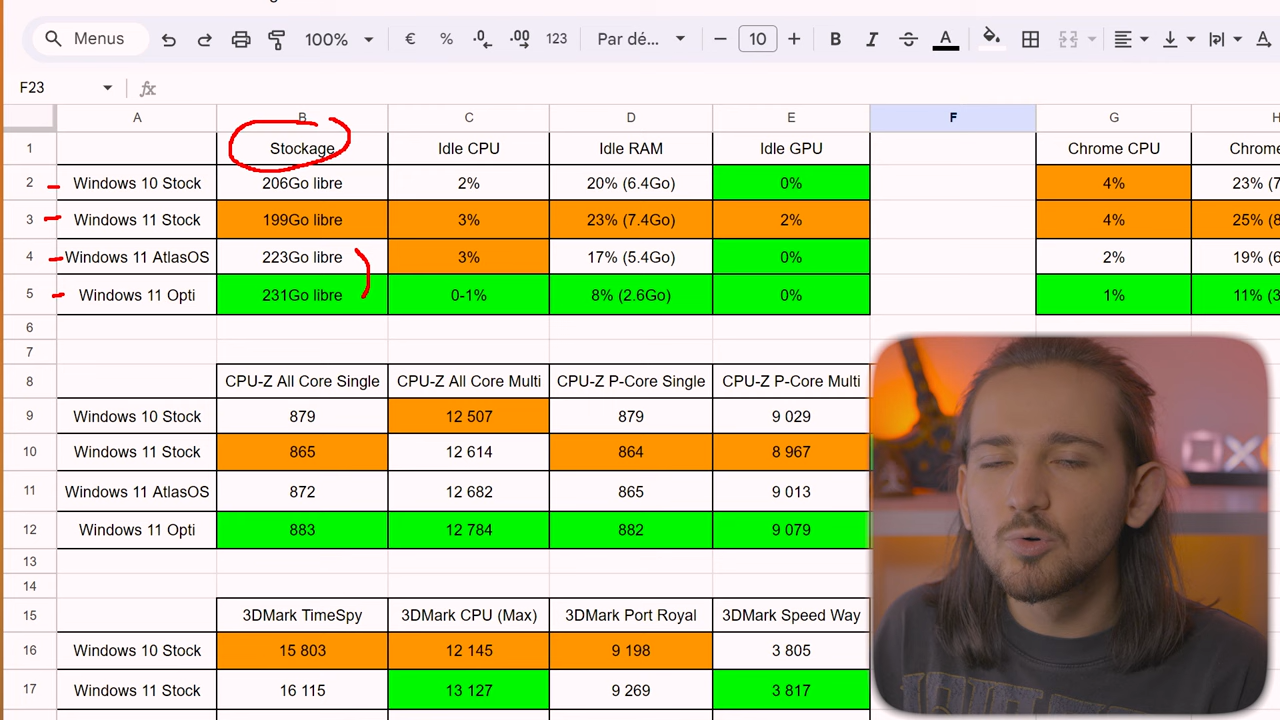 Menus 100% € % .0 .00 123 Par dé... 10 B I S A
F23 fx
A B C D E F G H
1 Stockage Idle CPU Idle RAM Idle GPU Chrome CPU Chrome
2 Windows 10 Stock 206Go libre 2% 20% (6.4Go) 0% 4% 23% (7
3 Windows 11 Stock 199Go libre 3% 23% (7.4Go) 2% 4% 25% (8
4 Windows 11 AtlasOS 223Go libre 3% 17% (5.4Go) 0% 2% 19% (6
5 Windows 11 Opti 231Go libre 0-1% 8% (2.6Go) 0% 1% 11% (3
6
7
8 CPU-Z All Core Single CPU-Z All Core Multi CPU-Z P-Core Single CPU-Z P-Core Multi
9 Windows 10 Stock 879 12 507 879 9 029
10 Windows 11 Stock 865 12 614 864 8 967
11 Windows 11 AtlasOS 872 12 682 865 9 013
12 Windows 11 Opti 883 12 784 882 9 079
13
14
15 3DMark TimeSpy 3DMark CPU (Max) 3DMark Port Royal 3DMark Speed Way
16 Windows 10 Stock 15 803 12 145 9 198 3 805
17 Windows 11 Stock 16 115 13 127 9 269 3 817